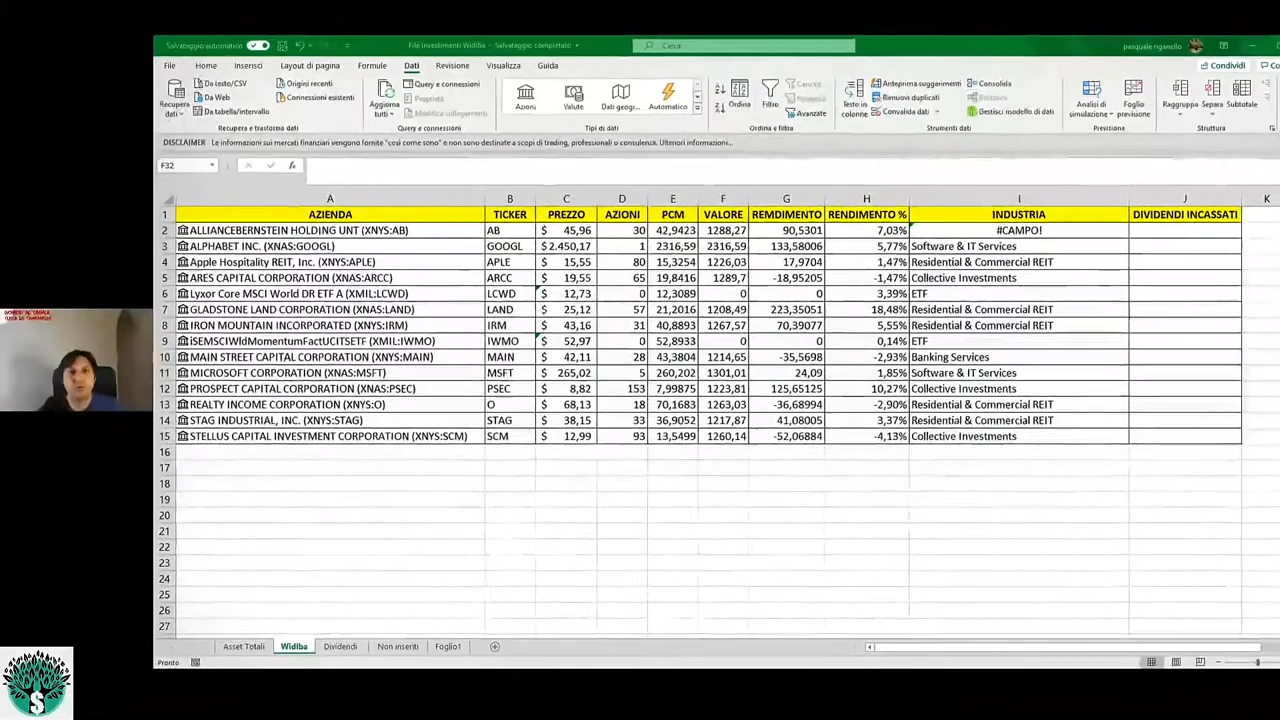 Salvataggio automatico
File Investimenti Widiba - Salvataggio completato
Cerca
pasquale riganello
File Home Inserisci Layout di pagina Formule Dati Revisione Visualizza Guida
Condividi
Recupera dati
Da testo/CSV
Da Web
Da tabella/intervallo
Origini recenti
Connessioni esistenti
Recupera e trasforma dati
Aggiorna tutti
Query e connessioni
Proprietà
Modifica collegamenti
Query e connessioni
Azioni
Valute
Dati geogr...
Automatico
Tipi di dati
Ordina
Filtro
Cancella
Avanzate
Ordina e filtra
Testo in colonne
Anteprima suggerimenti
Rimuovi duplicati
Convalida dati
Consolida
Relazioni
Gestisci modello di dati
Strumenti dati
Analisi di simulazione
Foglio previsione
Previsione
Raggruppa
Separa
Subtotale
Struttura
DISCLAIMER Le informazioni sui mercati finanziari vengono fornite "così come sono" e non sono destinate a scopi di trading, professionali o consulenza. Ulteriori informazioni...
F32
fx
A B C D E F G H I J K
1 AZIENDA TICKER PREZZO AZIONI PCM VALORE REMDIMENTO RENDIMENTO % INDUSTRIA DIVIDENDI INCASSATI
2 ALLIANCEBERNSTEIN HOLDING UNT (XNYS:AB) AB $ 45,96 30 42,9423 1288,27 90,5301 7,03% #CAMPO!
3 ALPHABET INC. (XNAS:GOOGL) GOOGL $ 2.450,17 1 2316,59 2316,59 133,58006 5,77% Software & IT Services
4 Apple Hospitality REIT, Inc. (XNYS:APLE) APLE $ 15,55 80 15,3254 1226,03 17,9704 1,47% Residential & Commercial REIT
5 ARES CAPITAL CORPORATION (XNAS:ARCC) ARCC $ 19,55 65 19,8416 1289,7 -18,95205 -1,47% Collective Investments
6 Lyxor Core MSCI World DR ETF A (XMIL:LCWD) LCWD $ 12,73 0 12,3089 0 0 3,39% ETF
7 GLADSTONE LAND CORPORATION (XNAS:LAND) LAND $ 25,12 57 21,2016 1208,49 223,35051 18,48% Residential & Commercial REIT
8 IRON MOUNTAIN INCORPORATED (XNYS:IRM) IRM $ 43,16 31 40,8893 1267,57 70,39077 5,55% Residential & Commercial REIT
9 iSEMSCIWldMomentumFactUCITSETF (XMIL:IWMO) IWMO $ 52,97 0 52,8933 0 0 0,14% ETF
10 MAIN STREET CAPITAL CORPORATION (XNYS:MAIN) MAIN $ 42,11 28 43,3804 1214,65 -35,5698 -2,93% Banking Services
11 MICROSOFT CORPORATION (XNAS:MSFT) MSFT $ 265,02 5 260,202 1301,01 24,09 1,85% Software & IT Services
12 PROSPECT CAPITAL CORPORATION (XNAS:PSEC) PSEC $ 8,82 153 7,99875 1223,81 125,65125 10,27% Collective Investments
13 REALTY INCOME CORPORATION (XNYS:O) O $ 68,13 18 70,1683 1263,03 -36,68994 -2,90% Residential & Commercial REIT
14 STAG INDUSTRIAL, INC. (XNYS:STAG) STAG $ 38,15 33 36,9052 1217,87 41,08005 3,37% Residential & Commercial REIT
15 STELLUS CAPITAL INVESTMENT CORPORATION (XNYS:SCM) SCM $ 12,99 93 13,5499 1260,14 -52,06884 -4,13% Collective Investments
16
17
18
19
20
21
22
23
24
25
26
27
Asset Totali Widiba Dividendi Non inseriti Foglio1
Pronto
$